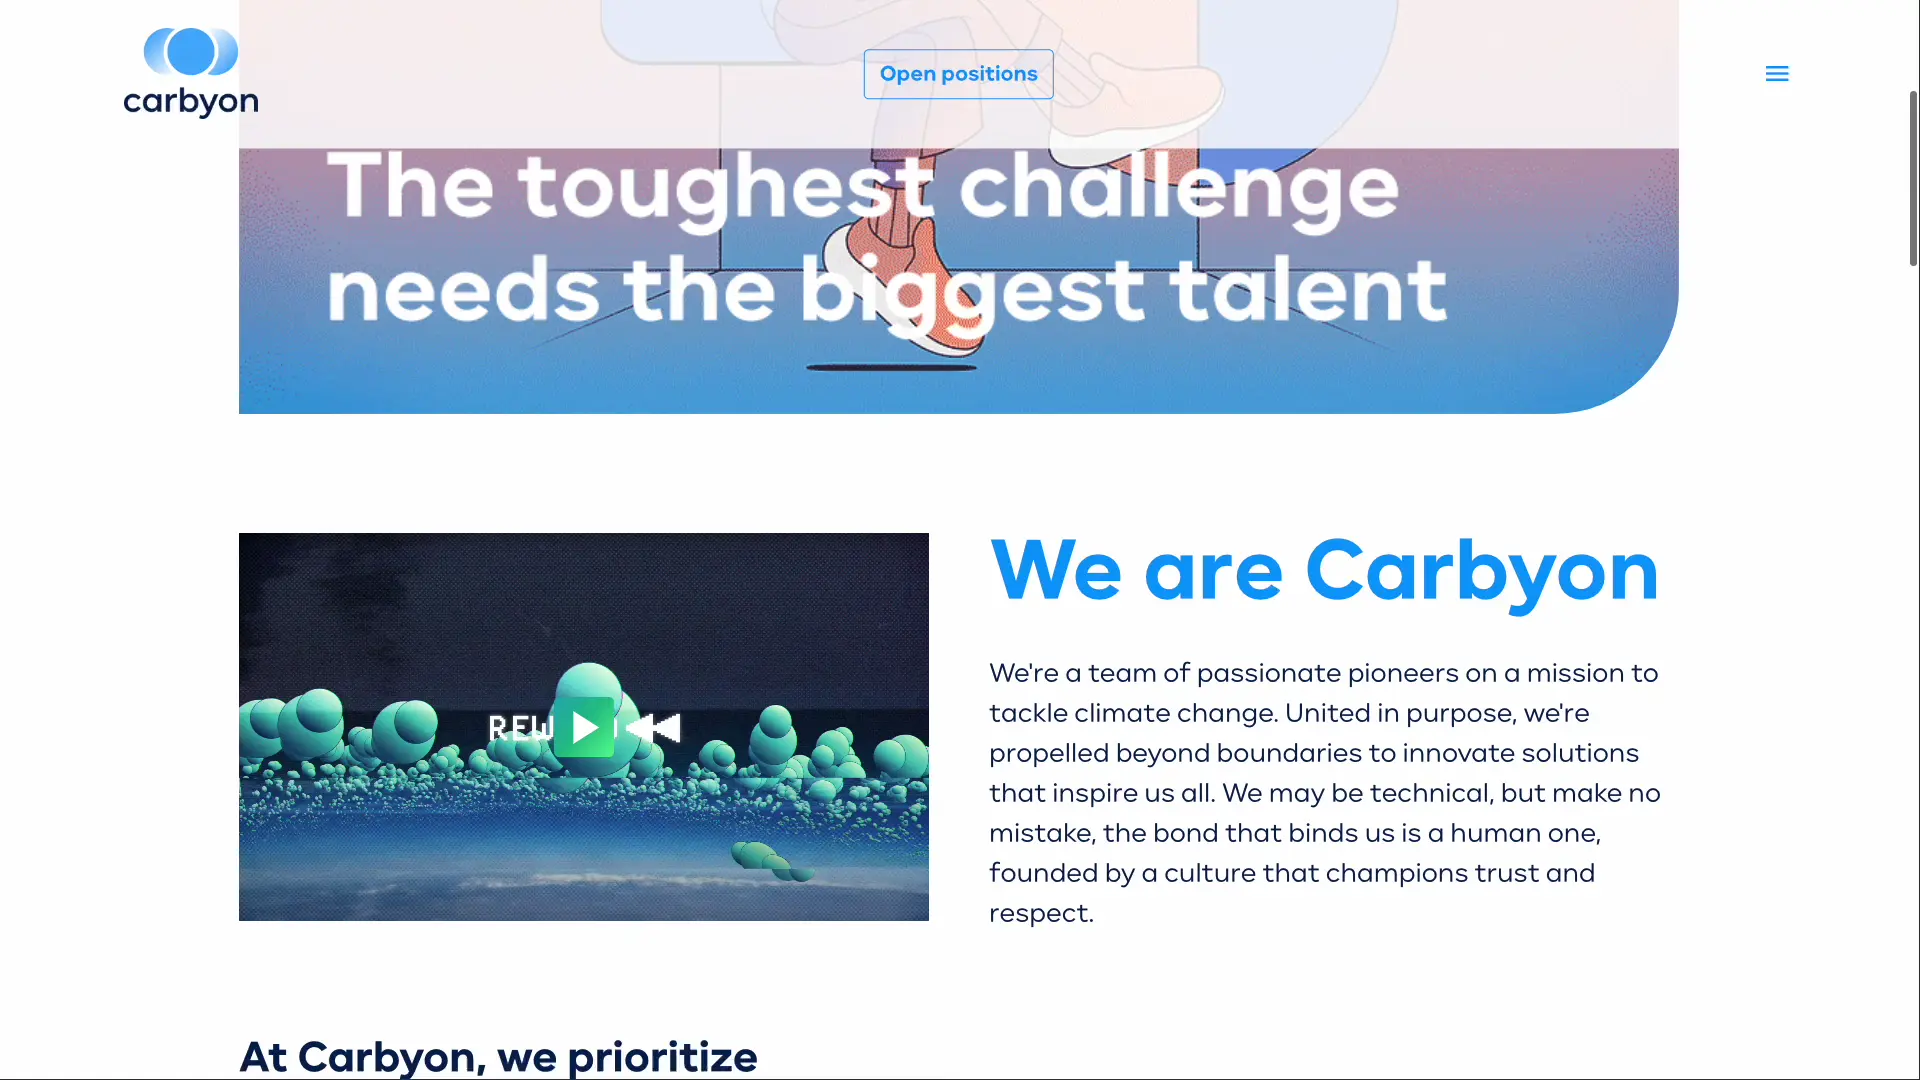 carbyon
Open positions
The toughest challenge
needs the biggest talent
We are Carbyon
We're a team of passionate pioneers on a mission to
tackle climate change. United in purpose, we're
propelled beyond boundaries to innovate solutions
that inspire us all. We may be technical, but make no
mistake, the bond that binds us is a human one,
founded by a culture that champions trust and
respect.
At Carbyon, we prioritize